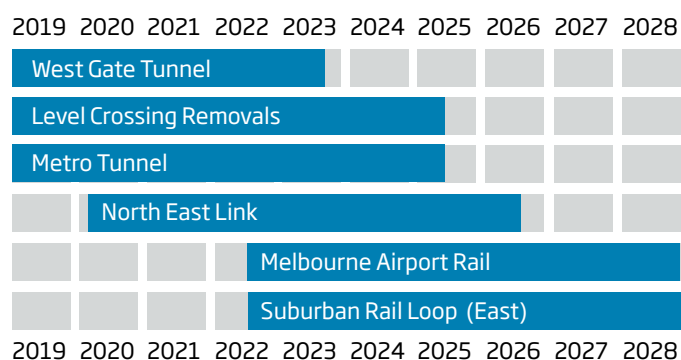 2019 2020 2021 2022 2023 2024 2025 2026 2027 2028
West Gate Tunnel
Level Crossing Removals
Metro Tunnel
North East Link
Melbourne Airport Rail
Suburban Rail Loop (East)
2019 2020 2021 2022 2023 2024 2025 2026 2027 2028